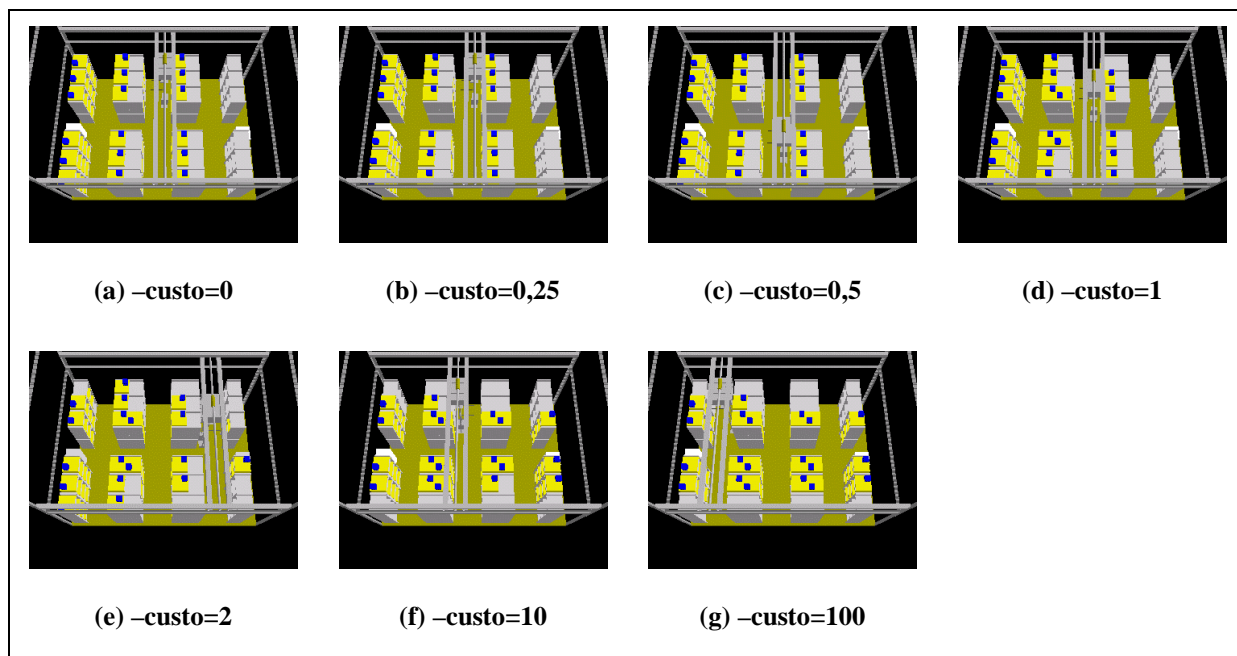 (a) –custo=0
(b) –custo=0,25
(c) –custo=0,5
(d) –custo=1
(e) –custo=2
(f) –custo=10
(g) –custo=100